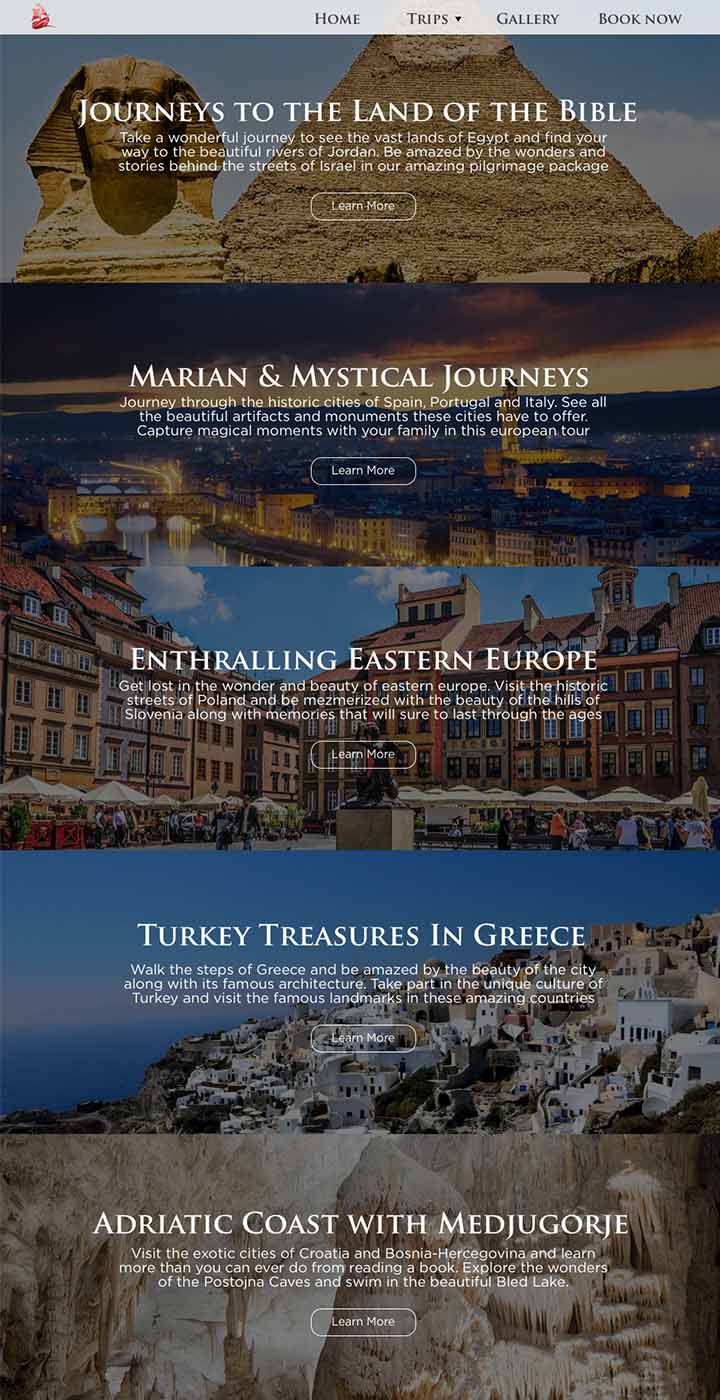 Home Trips ▼ Gallery Book now
Journeys to the Land of the Bible
Take a wonderful journey to see the vast lands of Egypt and find your
way to the beautiful rivers of Jordan. Be amazed by the wonders and
stories behind the streets of Israel in our amazing pilgrimage package
Learn More
Marian & Mystical Journeys
Journey through the historic cities of Spain, Portugal and Italy. See all
the beautiful artifacts and monuments these cities have to offer.
Capture magical moments with your family in this european tour
Learn More
Enthralling Eastern Europe
Get lost in the wonder and beauty of eastern europe. Visit the historic
streets of Poland and be mezmerized with the beauty of the hills of
Slovenia along with memories that will sure to last through the ages
Learn More
Turkey Treasures In Greece
Walk the steps of Greece and be amazed by the beauty of the city
along with its famous architecture. Take part in the unique culture of
Turkey and visit the famous landmarks in these amazing countries
Learn More
Adriatic Coast with Medjugorje
Visit the exotic cities of Croatia and Bosnia-Hercegovina and learn
more than you can ever do from reading a book. Explore the wonders
of the Postojna Caves and swim in the beautiful Bled Lake.
Learn More